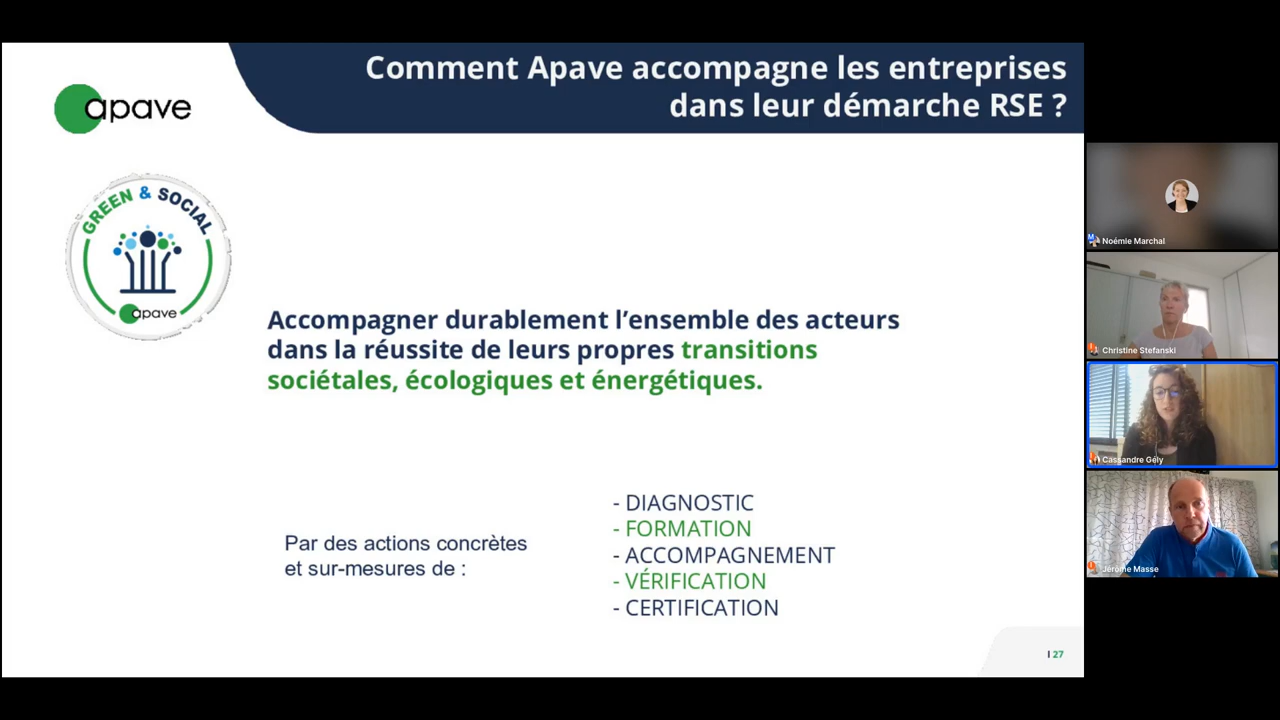 Comment Apave accompagne les entreprises
dans leur démarche RSE ?
apave
GREEN & SOCIAL
apave
Accompagner durablement l’ensemble des acteurs
dans la réussite de leurs propres transitions
sociétales, écologiques et énergétiques.
Par des actions concrètes
et sur-mesures de :
- DIAGNOSTIC
- FORMATION
- ACCOMPAGNEMENT
- VÉRIFICATION
- CERTIFICATION
I 27
Noémie Marchal
Christine Stefanski
Cassandre Gély
Jérôme Masse